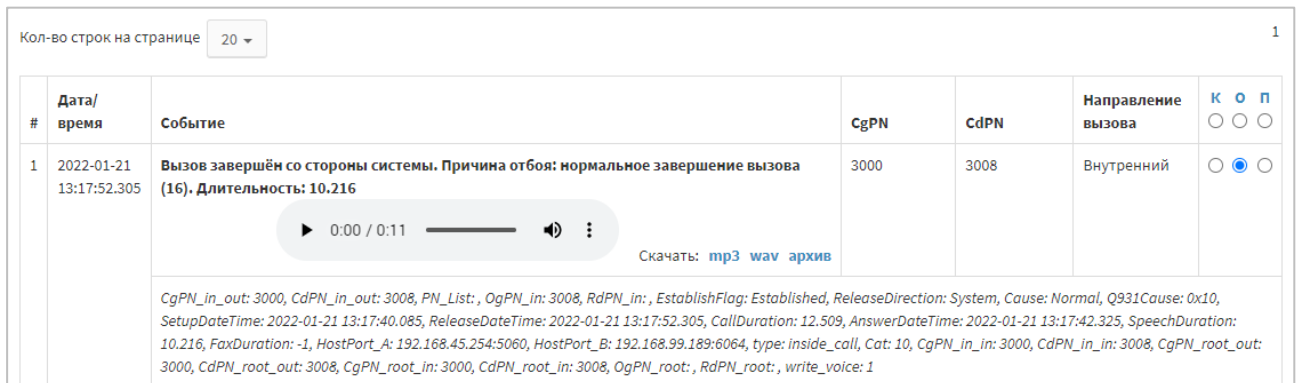 Кол-во строк на странице 20 1
# Дата/ время Событие CgPN CdPN Направление вызова К О П
1 2022-01-21 13:17:52.305 Вызов завершён со стороны системы. Причина отбоя: нормальное завершение вызова 3000 3008 Внутренний
(16). Длительность: 10.216
0:00 / 0:11
Скачать: mp3 wav архив
CgPN_in_out: 3000, CdPN_in_out: 3008, PN_List: , OgPN_in: 3008, RdPN_in: , EstablishFlag: Established, ReleaseDirection: System, Cause: Normal, Q931Cause: 0x10,
SetupDateTime: 2022-01-21 13:17:40.085, ReleaseDateTime: 2022-01-21 13:17:52.305, CallDuration: 12.509, AnswerDateTime: 2022-01-21 13:17:42.325, SpeechDuration:
10.216, FaxDuration: -1, HostPort_A: 192.168.45.254:5060, HostPort_B: 192.168.99.189:6064, type: inside_call, Cat: 10, CgPN_in_in: 3000, CdPN_in_in: 3008, CgPN_root_out:
3000, CdPN_root_out: 3008, CgPN_root_in: 3000, CdPN_root_in: 3008, OgPN_root: , RdPN_root: , write_voice: 1